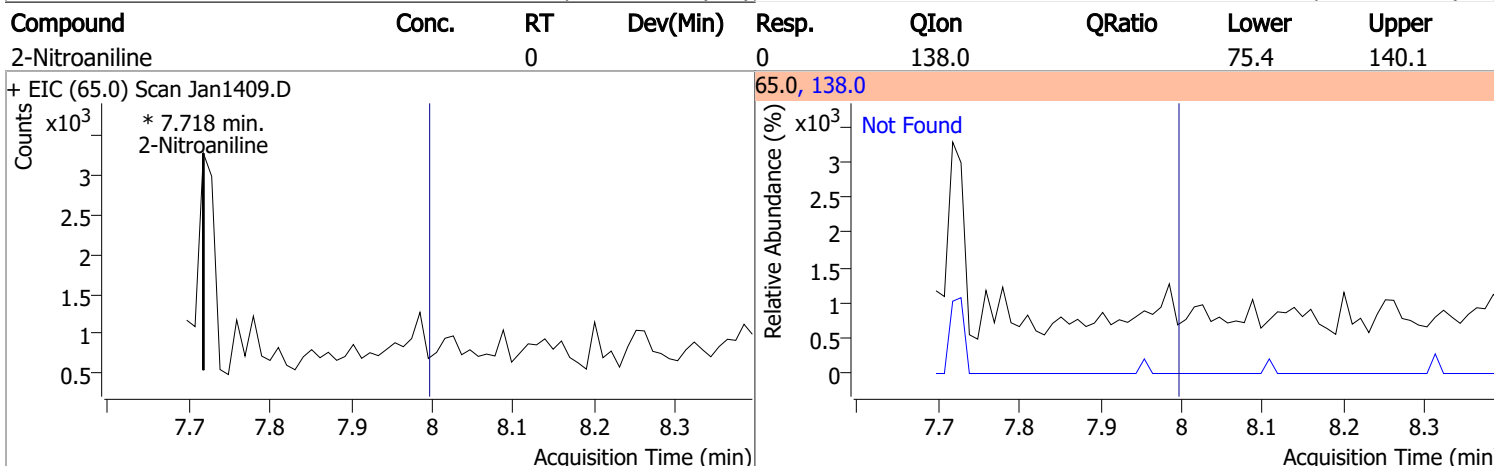 Compound Conc. RT Dev(Min) Resp. QIon QRatio Lower Upper
2-Nitroaniline 0 0 138.0 75.4 140.1
+ EIC (65.0) Scan Jan1409.D
Counts
x10³
* 7.718 min.
2-Nitroaniline
3
2.5
2
1.5
1
0.5
7.7 7.8 7.9 8 8.1 8.2 8.3
Acquisition Time (min)
65.0, 138.0
Relative Abundance (%)
x10³
Not Found
3
2.5
2
1.5
1
0.5
0
7.7 7.8 7.9 8 8.1 8.2 8.3
Acquisition Time (min)